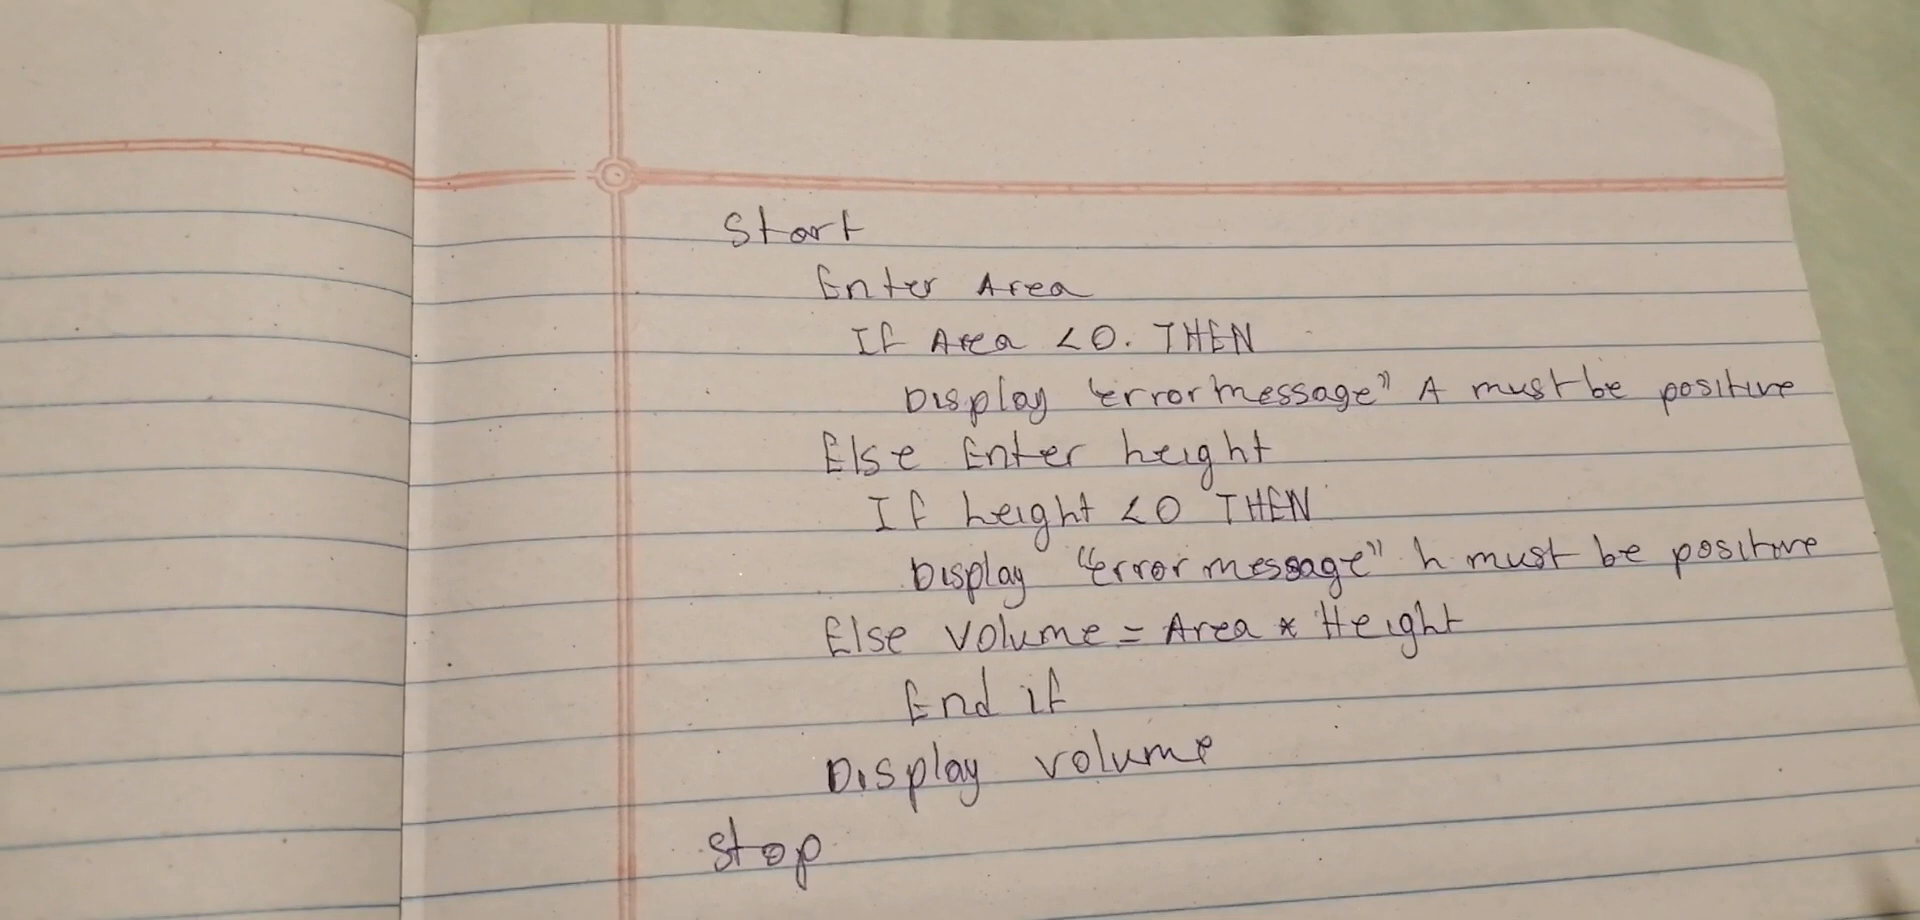 Start
Enter Area
If Area <0. THEN
Display "error message" A must be positive
Else Enter height
If height <0 THEN
Display "error message" h must be positive
Else volume = Area * Height
End if
Display volume
Stop